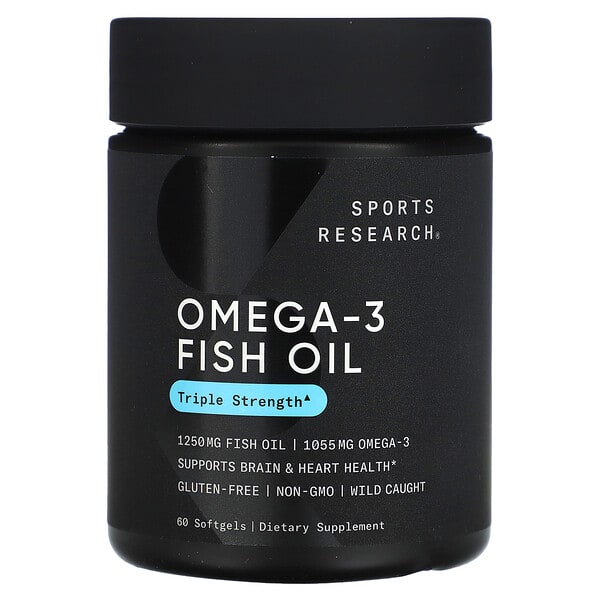 SPORTS
RESEARCH®
OMEGA-3
FISH OIL
Triple Strength▲
1250MG FISH OIL | 1055MG OMEGA-3
SUPPORTS BRAIN & HEART HEALTH*
GLUTEN-FREE | NON-GMO | WILD CAUGHT
60 Softgels | Dietary Supplement